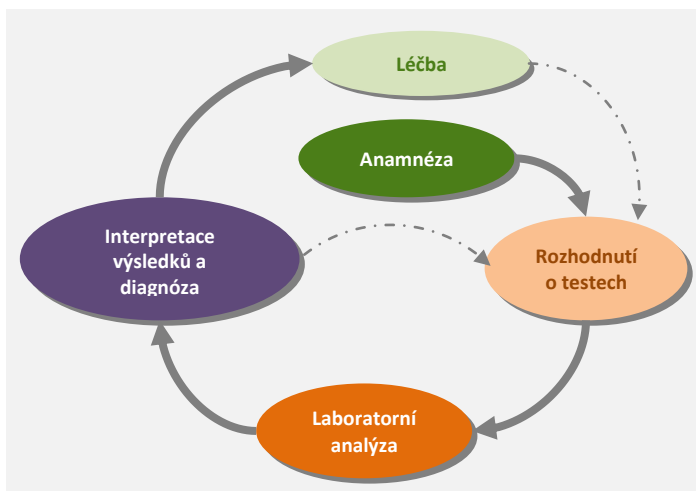 Léčba
Anamnéza
Interpretace
výsledků a
diagnóza
Rozhodnutí
o testech
Laboratorní
analýza